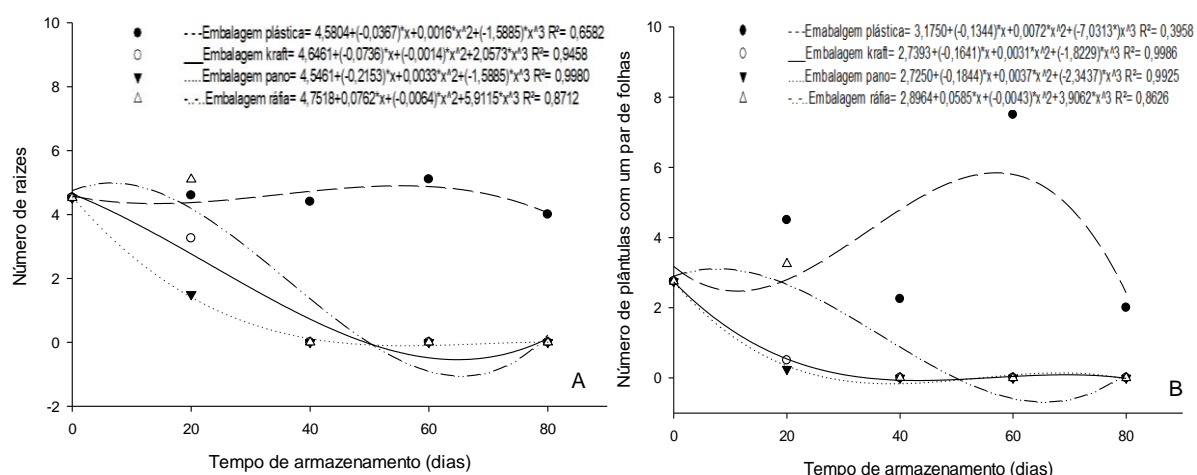 10
8
6
4
2
0
-2
0
20
40
60
80
Número de raizes
Tempo de armazenamento (dias)
A
Embalagem plástica= 4,5804+(-0,0367)*x+0,0016*x^2+(-1,5885)*x^3 R²= 0,6582
Embalagem kraft= 4,6461+(-0,0736)*x+(-0,0014)*x^2+2,0573*x^3 R²= 0,9458
Embalagem pano= 4,5461+(-0,2153)*x+0,0033*x^2+(-1,5885)*x^3 R²= 0,9980
Embalagem ráfia= 4,7518+0,0762*x+(-0,0064)*x^2+5,9115*x^3 R²= 0,8712
10
8
6
4
2
0
0
20
40
60
80
Número de plântulas com um par de folhas
Tempo de armazenamento (dias)
B
Emabalagem plástica= 3,1750+(-0,1344)*x+0,0072*x^2+(-7,0313)*x^3 R²= 0,3958
Embalagem kraft= 2,7393+(-0,1641)*x+0,0031*x^2+(-1,8229)*x^3 R²= 0,9986
Embalagem pano= 2,7250+(-0,1844)*x+0,0037*x^2+(-2,3437)*x^3 R²= 0,9925
Embalagem ráfia= 2,8964+0,0585*x+(-0,0043)*x^2+3,9062*x^3 R²= 0,8626